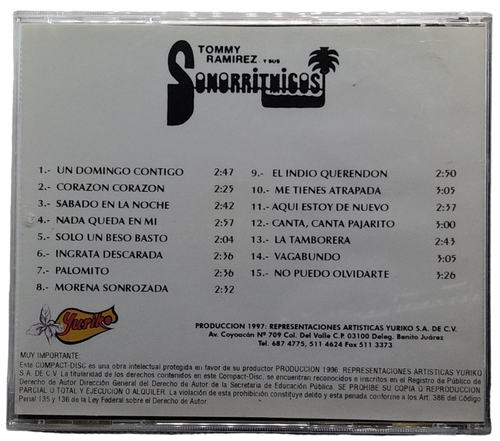 TOMMY
RAMIREZ Y SUS
SONORRITMICOS
1.- UN DOMINGO CONTIGO 2:47
2.- CORAZON CORAZON 2:25
3.- SABADO EN LA NOCHE 2:42
4.- NADA QUEDA EN MI 2:57
5.- SOLO UN BESO BASTO 2:04
6.- INGRATA DESCARADA 2:36
7.- PALOMITO 2:36
8.- MORENA SONROZADA 2:32
9.- EL INDIO QUERENDON 2:50
10.- ME TIENES ATRAPADA 3:05
11.- AQUI ESTOY DE NUEVO 2:37
12.- CANTA, CANTA PAJARITO 3:00
13.- LA TAMBORERA 2:43
14.- VAGABUNDO 3:05
15.- NO PUEDO OLVIDARTE 3:26
Yuriko
PRODUCCION 1997: REPRESENTACIONES ARTISTICAS YURIKO S.A. DE C.V.
Av. Coyoacán Nº 709 Col. Del Valle C.P. 03100 Deleg. Benito Juárez
Tel. 687 4775, 511 4624 Fax 511 3373
MUY IMPORTANTE:
Este COMPACT-DISC es una obra intelectual protegida en favor de su productor PRODUCCION 1996: REPRESENTACIONES ARTISTICAS YURIKO
S.A. DE C.V. La titularidad de los derechos contenidos en este Compact-Disc, se encuentran reconocidos e inscritos en el Registro de Público de
Derecho de Autor Dirección General del Derecho de Autor de la Secretaría de Educación Pública. SE PROHIBE SU COPIA O REPRODUCCION
PARCIAL O TOTAL Y EJECUCION O ALQUILER. La violación de esta prohibición constituye delito y esta penada conforme a los Art. 386 del Código
Penal 135 y 136 de la Ley Federal sobre el Derecho de Autor.